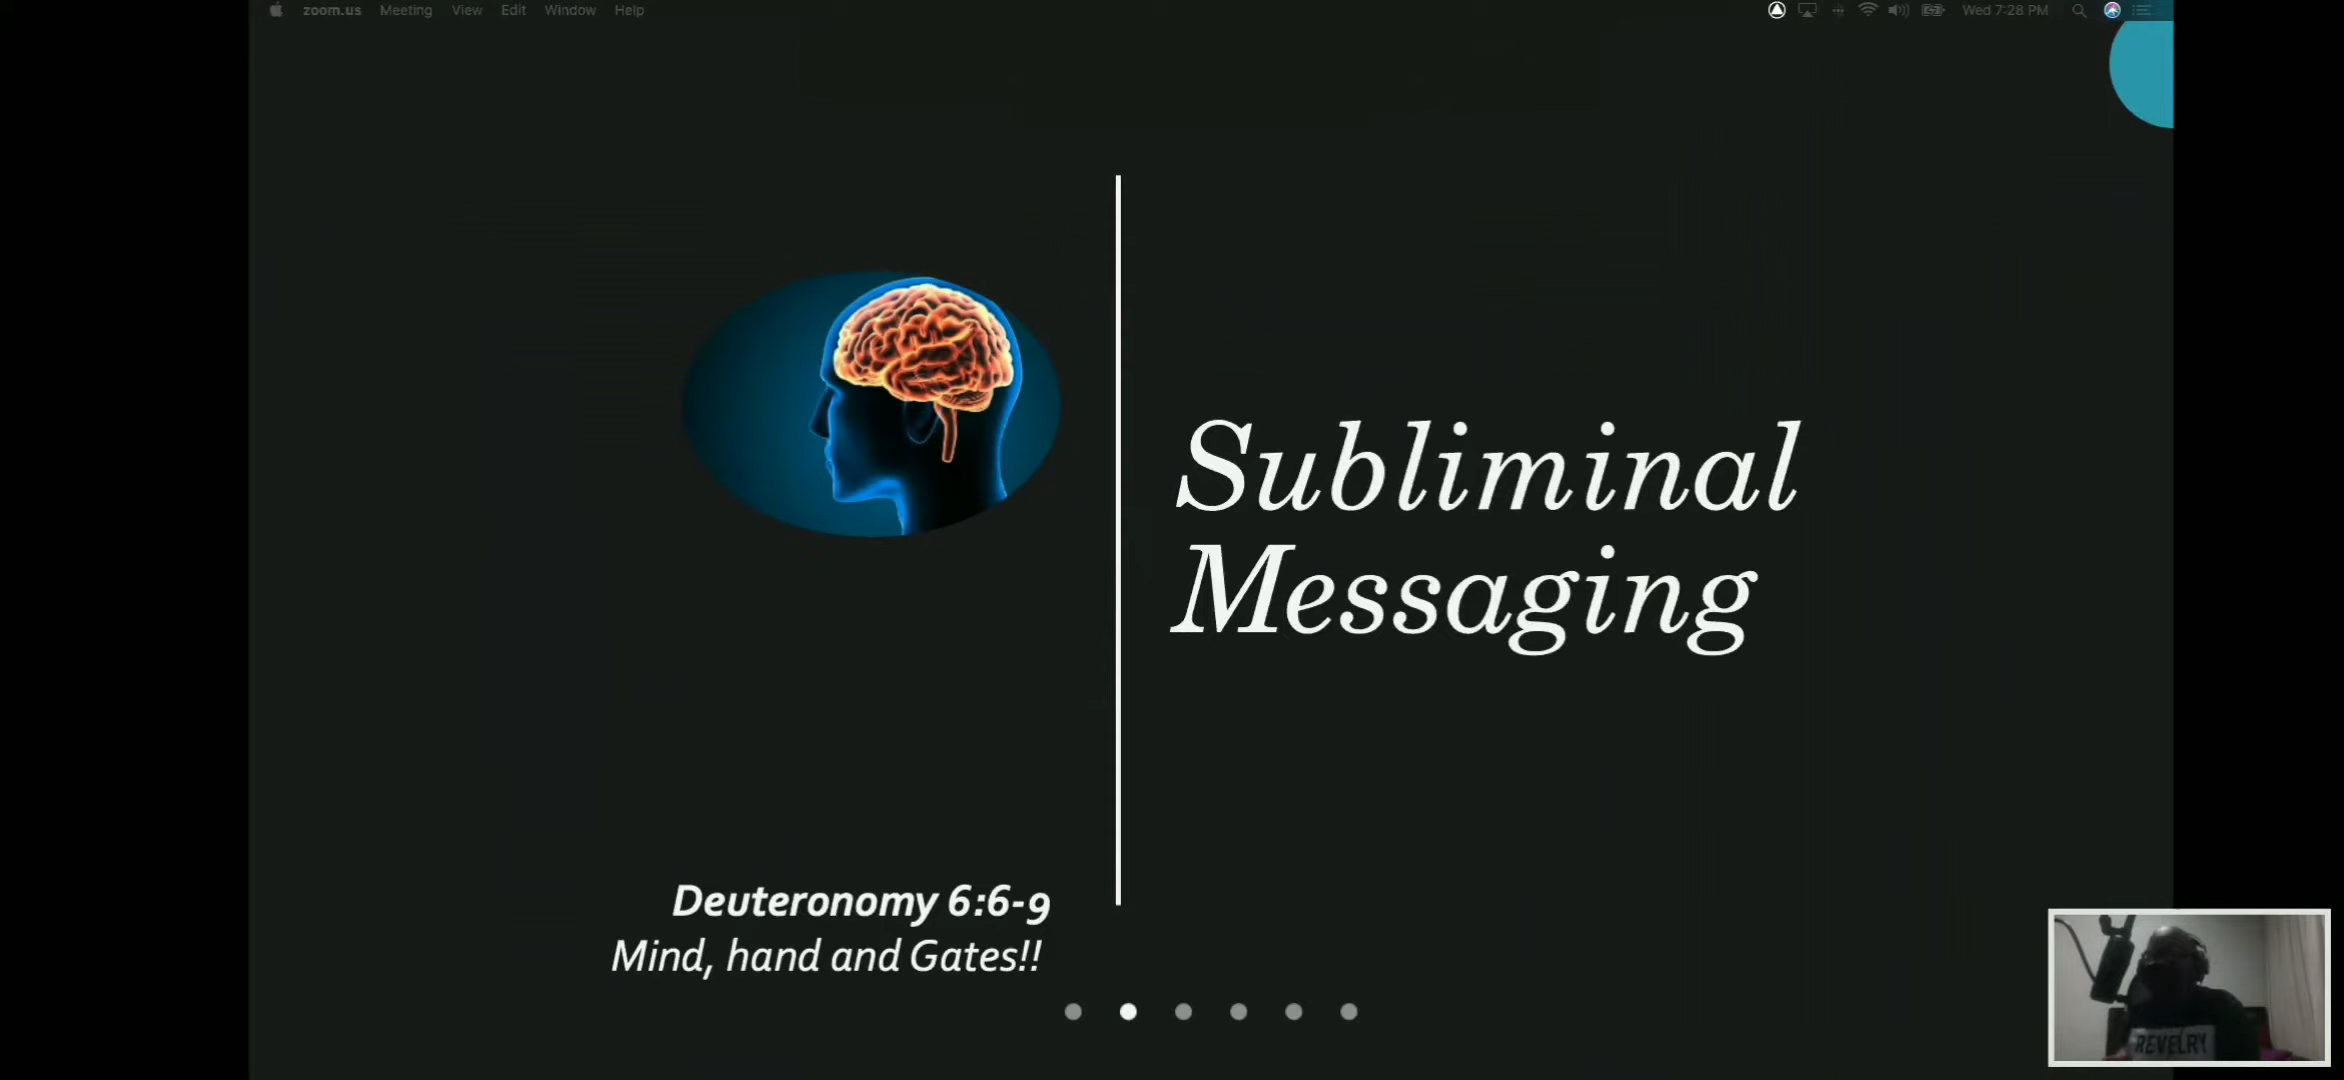 zoom.us Meeting View Edit Window Help Wed 7:28 PM
Subliminal
Messaging
Deuteronomy 6:6-9
Mind, hand and Gates!!
REVELRY